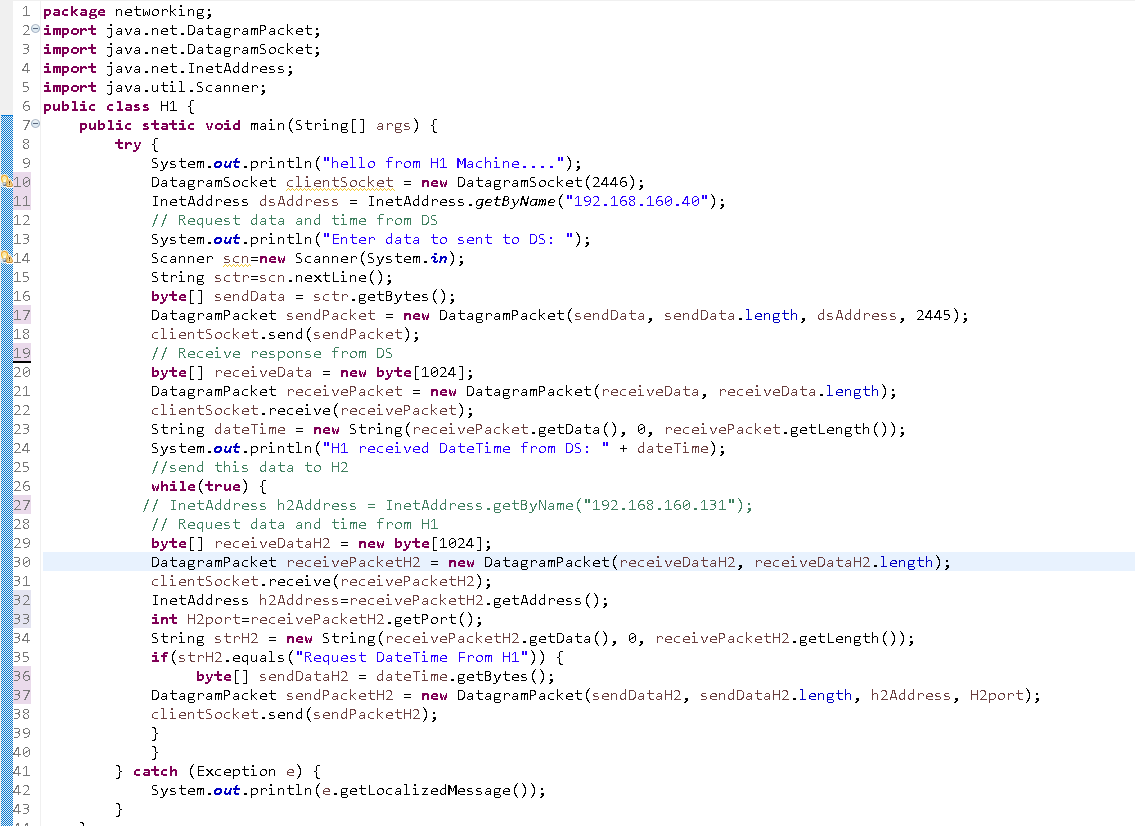 1 package networking;
2 import java.net.DatagramPacket;
3 import java.net.DatagramSocket;
4 import java.net.InetAddress;
5 import java.util.Scanner;
6 public class H1 {
7     public static void main(String[] args) {
8         try {
9             System.out.println("hello from H1 Machine....");
10             DatagramSocket clientSocket = new DatagramSocket(2446);
11             InetAddress dsAddress = InetAddress.getByName("192.168.160.40");
12             // Request data and time from DS
13             System.out.println("Enter data to sent to DS: ");
14             Scanner scn=new Scanner(System.in);
15             String sctr=scn.nextLine();
16             byte[] sendData = sctr.getBytes();
17             DatagramPacket sendPacket = new DatagramPacket(sendData, sendData.length, dsAddress, 2445);
18             clientSocket.send(sendPacket);
19             // Receive response from DS
20             byte[] receiveData = new byte[1024];
21             DatagramPacket receivePacket = new DatagramPacket(receiveData, receiveData.length);
22             clientSocket.receive(receivePacket);
23             String dateTime = new String(receivePacket.getData(), 0, receivePacket.getLength());
24             System.out.println("H1 received DateTime from DS: " + dateTime);
25             //send this data to H2
26             while(true) {
27            // InetAddress h2Address = InetAddress.getByName("192.168.160.131");
28             // Request data and time from H1
29             byte[] receiveDataH2 = new byte[1024];
30             DatagramPacket receivePacketH2 = new DatagramPacket(receiveDataH2, receiveDataH2.length);
31             clientSocket.receive(receivePacketH2);
32             InetAddress h2Address=receivePacketH2.getAddress();
33             int H2port=receivePacketH2.getPort();
34             String strH2 = new String(receivePacketH2.getData(), 0, receivePacketH2.getLength());
35             if(strH2.equals("Request DateTime From H1")) {
36                  byte[] sendDataH2 = dateTime.getBytes();
37             DatagramPacket sendPacketH2 = new DatagramPacket(sendDataH2, sendDataH2.length, h2Address, H2port);
38             clientSocket.send(sendPacketH2);
39             }
40             }
41         } catch (Exception e) {
42             System.out.println(e.getLocalizedMessage());
43         }